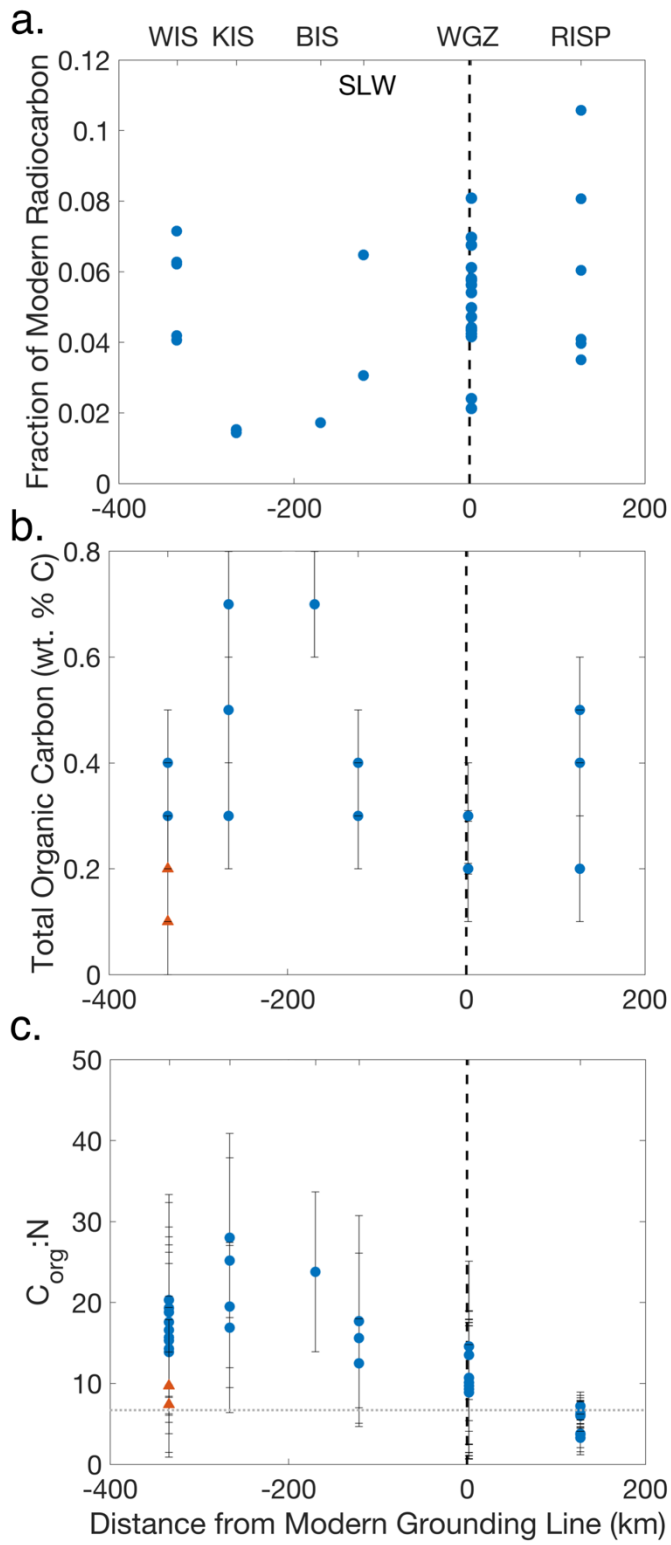 a.
WIS KIS BIS WGZ RISP
SLW
0.12
0.1
0.08
0.06
0.04
0.02
0
Fraction of Modern Radiocarbon
-400 -200 0 200
b.
0.8
0.6
0.4
0.2
0
Total Organic Carbon (wt. % C)
-400 -200 0 200
c.
50
40
30
20
10
0
Corg:N
-400 -200 0 200
Distance from Modern Grounding Line (km)